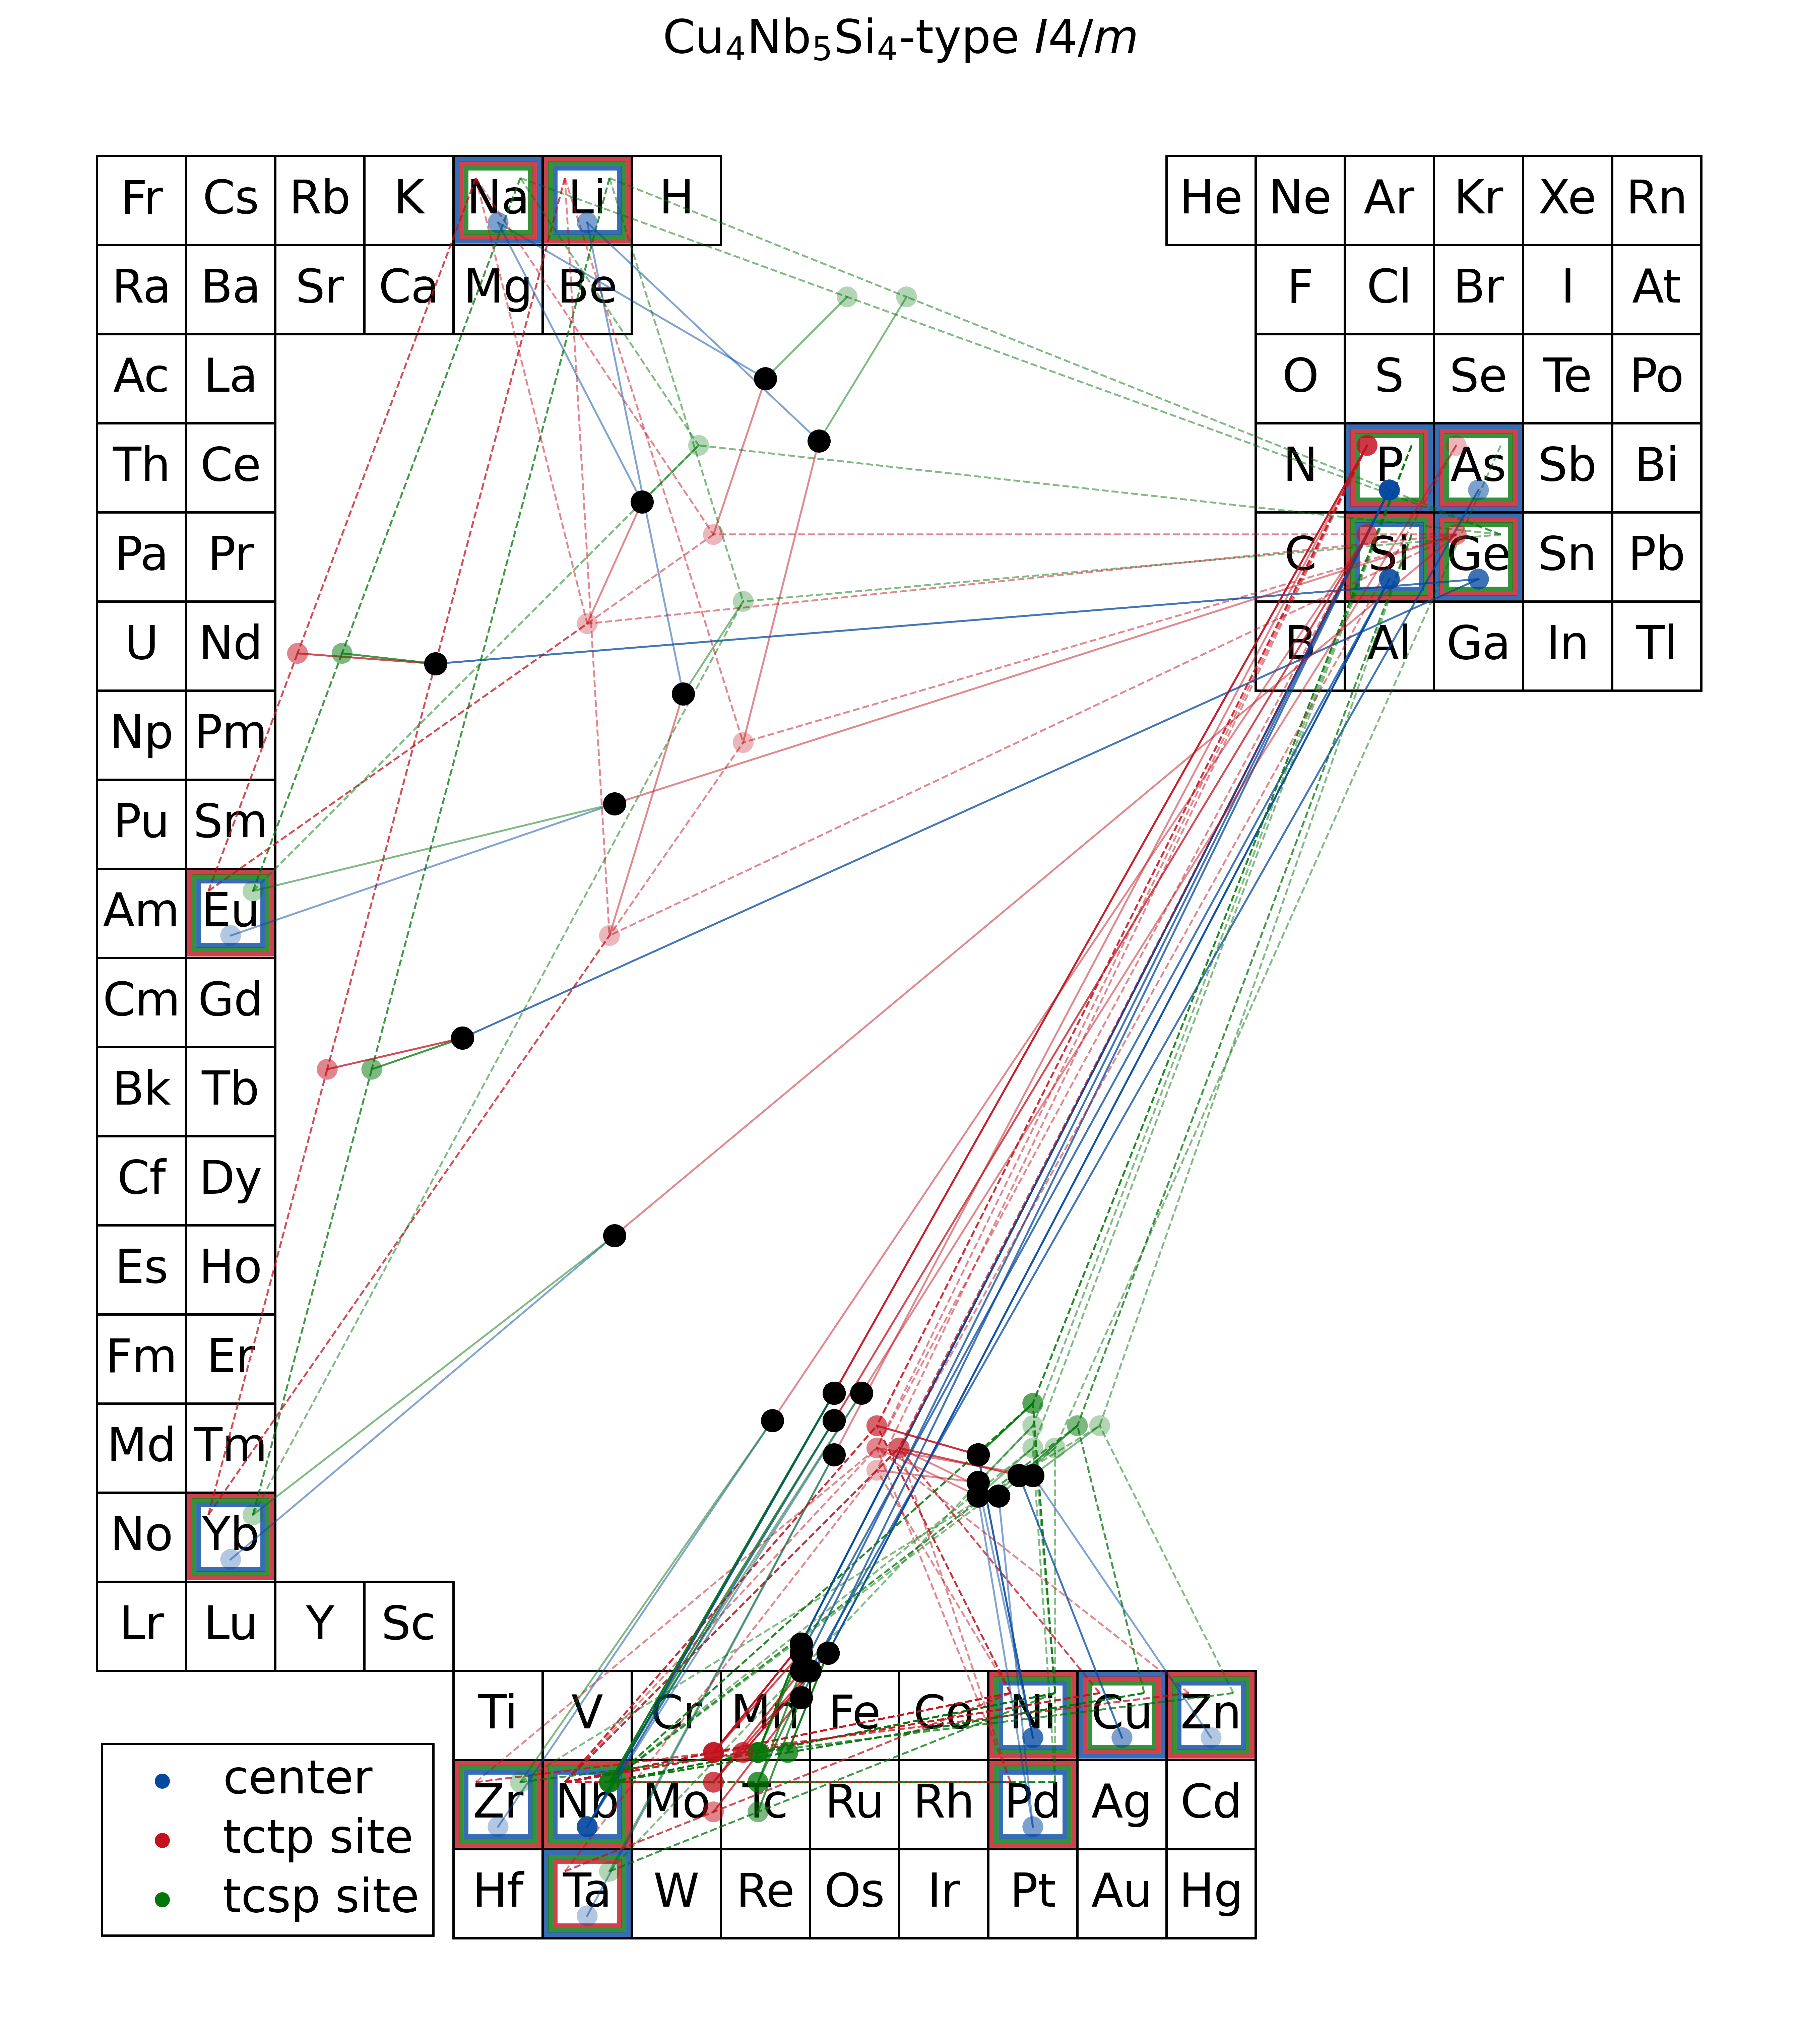 Cu₄Nb₅Si₄-type I4/m
Fr Cs Rb K Na Li H He Ne Ar Kr Xe Rn
Ra Ba Sr Ca Mg Be F Cl Br I At
Ac La O S Se Te Po
Th Ce N P As Sb Bi
Pa Pr C Si Ge Sn Pb
U Nd B Al Ga In Tl
Np Pm
Pu Sm
Am Eu
Cm Gd
Bk Tb
Cf Dy
Es Ho
Fm Er
Md Tm
No Yb
Lr Lu Y Sc
Ti V Cr Mn Fe Co Ni Cu Zn
Zr Nb Mo Tc Ru Rh Pd Ag Cd
Hf Ta W Re Os Ir Pt Au Hg
center
tctp site
tcsp site